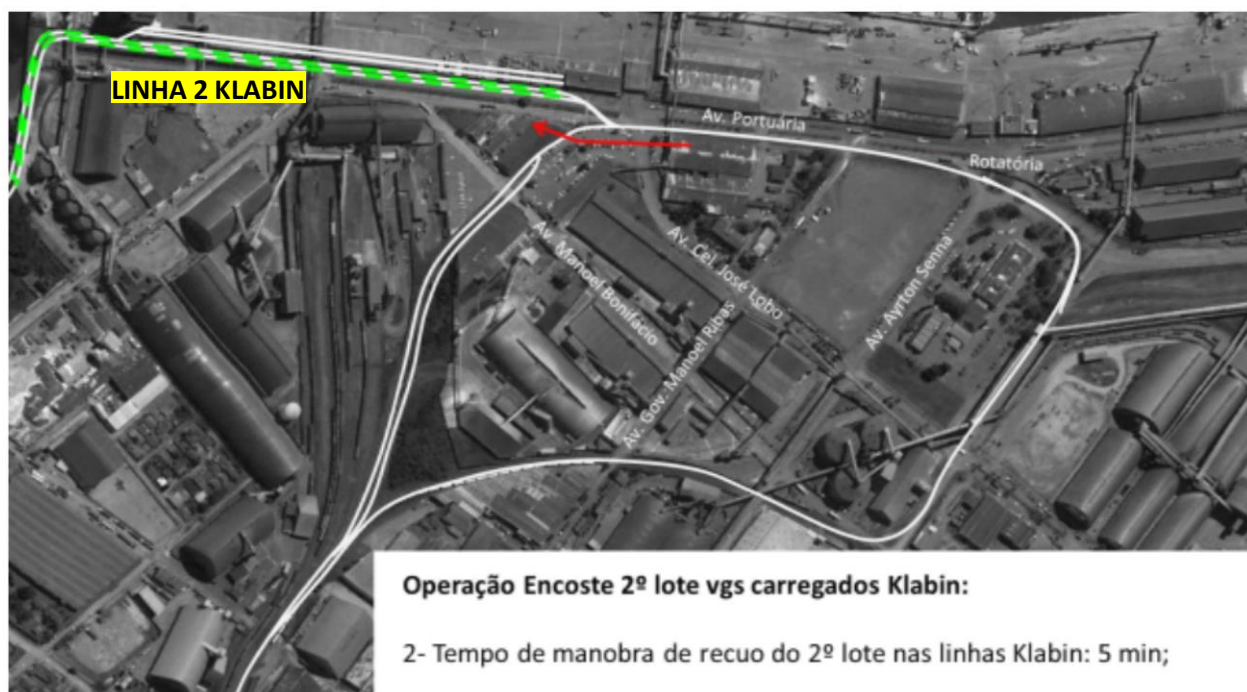 LINHA 2 KLABIN
Av. Portuária
Rotatória
Av. Manoel Bonifacio
Av. Cel. José Lobo
Av. Gov. Manoel Ribas
Av. Ayrton Senna
Operação Encoste 2º lote vgs carregados Klabin:
2- Tempo de manobra de recuo do 2º lote nas linhas Klabin: 5 min;